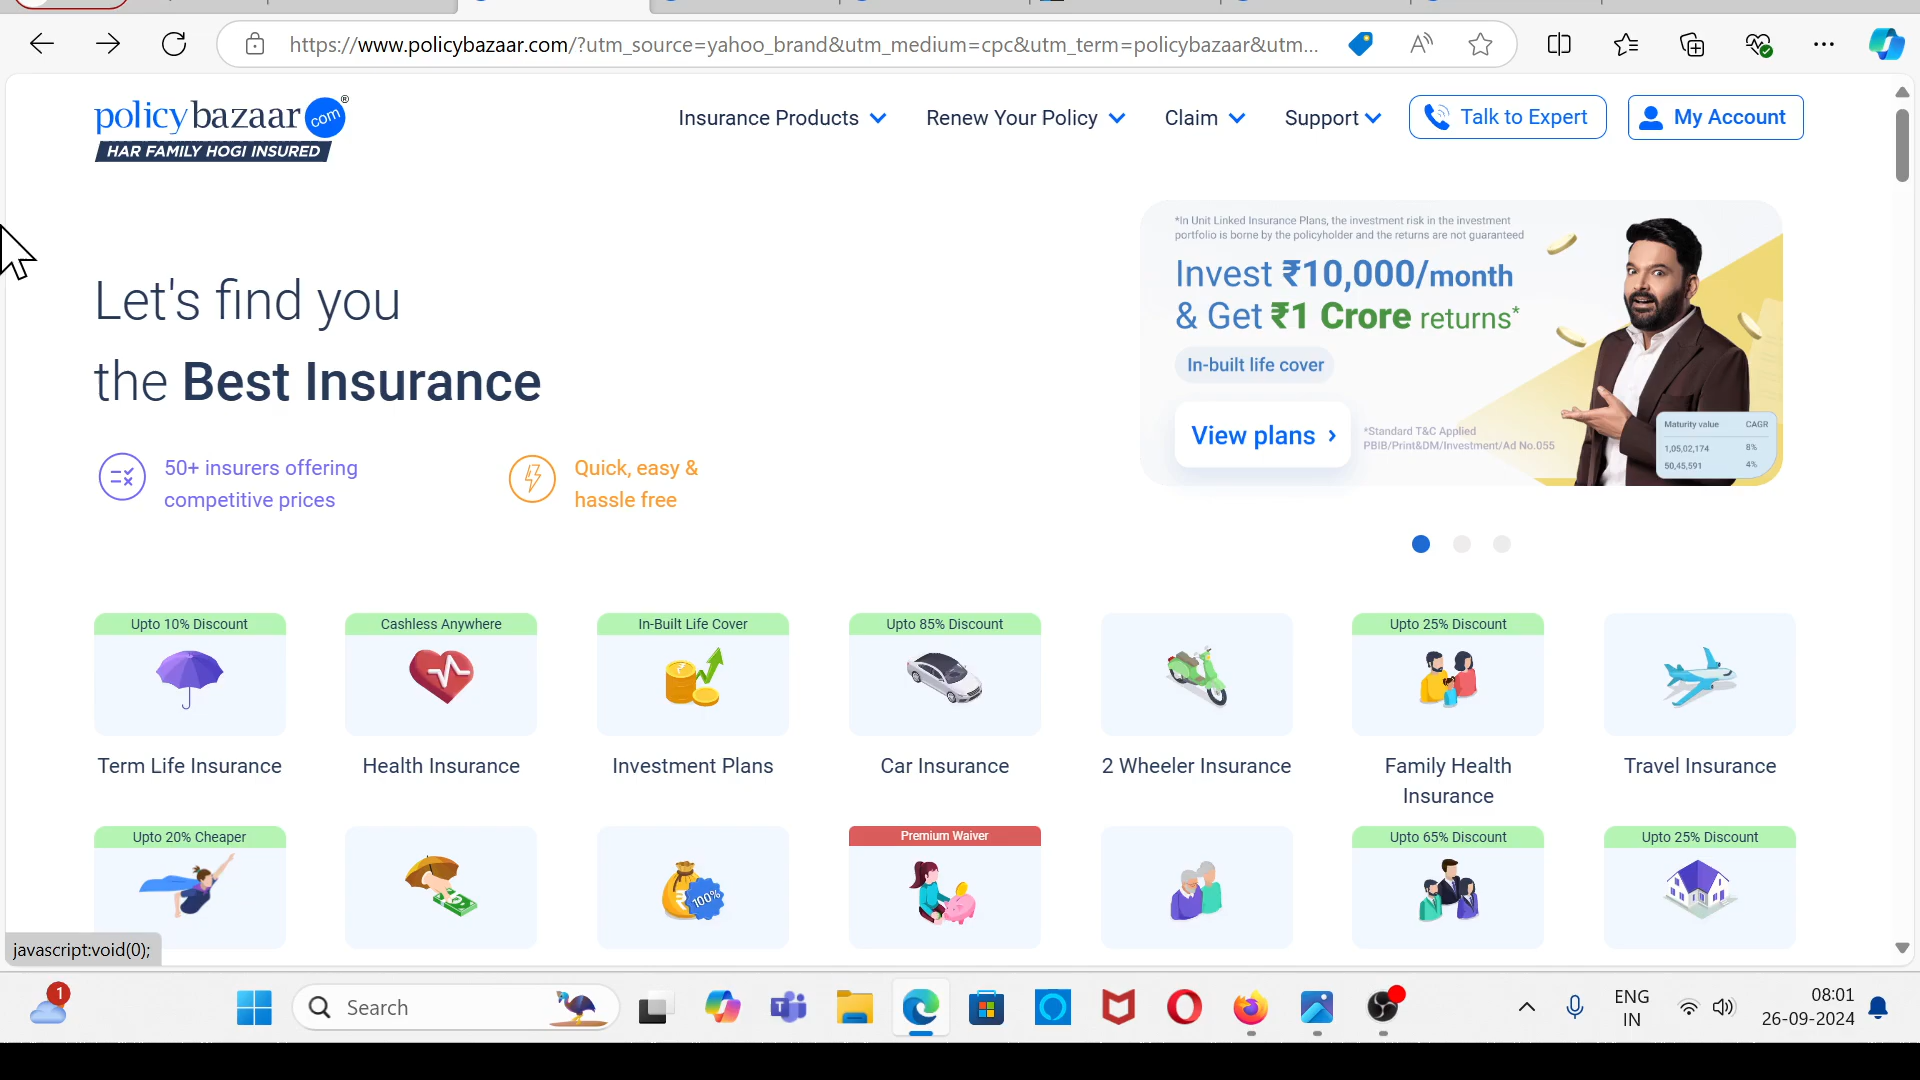 https://www.policybazaar.com/?utm_source=yahoo_brand&utm_medium=cpc&utm_term=policybazaar&utm...
policybazaar com ®
HAR FAMILY HOGI INSURED
Insurance Products
Renew Your Policy
Claim
Support
Talk to Expert
My Account
Let's find you
the Best Insurance
50+ insurers offering
competitive prices
Quick, easy &
hassle free
*In Unit Linked Insurance Plans, the investment risk in the investment
portfolio is borne by the policyholder and the returns are not guaranteed
Invest ₹10,000/month
& Get ₹1 Crore returns*
In-built life cover
View plans ›
*Standard T&C Applied
PBIB/Print&DM/Investment/Ad No.055
Maturity value CAGR
1,05,02,174 8%
50,45,591 4%
Upto 10% Discount
Term Life Insurance
Cashless Anywhere
Health Insurance
In-Built Life Cover
Investment Plans
Upto 85% Discount
Car Insurance
2 Wheeler Insurance
Upto 25% Discount
Family Health
Insurance
Travel Insurance
Upto 20% Cheaper
100%
Premium Waiver
Upto 65% Discount
Upto 25% Discount
javascript:void(0);
1
Search
ENG
IN
08:01
26-09-2024